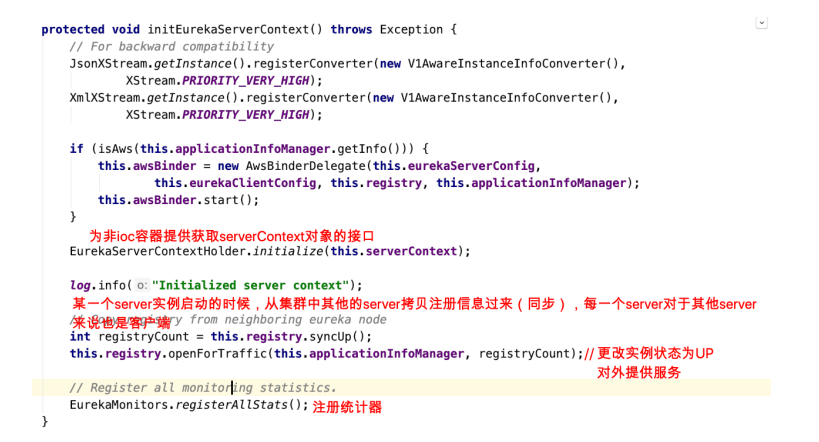 protected void initEurekaServerContext() throws Exception {
// For backward compatibility
JsonXStream.getInstance().registerConverter(new V1AwareInstanceInfoConverter(),
XStream.PRIORITY_VERY_HIGH);
XmlXStream.getInstance().registerConverter(new V1AwareInstanceInfoConverter(),
XStream.PRIORITY_VERY_HIGH);
if (isAws(this.applicationInfoManager.getInfo())) {
this.awsBinder = new AwsBinderDelegate(this.eurekaServerConfig,
this.eurekaClientConfig, this.registry, this.applicationInfoManager);
this.awsBinder.start();
}
为非ioc容器提供获取serverContext对象的接口
EurekaServerContextHolder.initialize(this.serverContext);
log.info( o: "Initialized server context");
某一个server实例启动的时候，从集群中其他的server拷贝注册信息过来（同步），每一个server对于其他server
来说也是客户端
// Copy registry from neighboring eureka node
int registryCount = this.registry.syncUp();
this.registry.openForTraffic(this.applicationInfoManager, registryCount);// 更改实例状态为UP
对外提供服务
// Register all monitoring statistics.
EurekaMonitors.registerAllStats(); 注册统计器
}